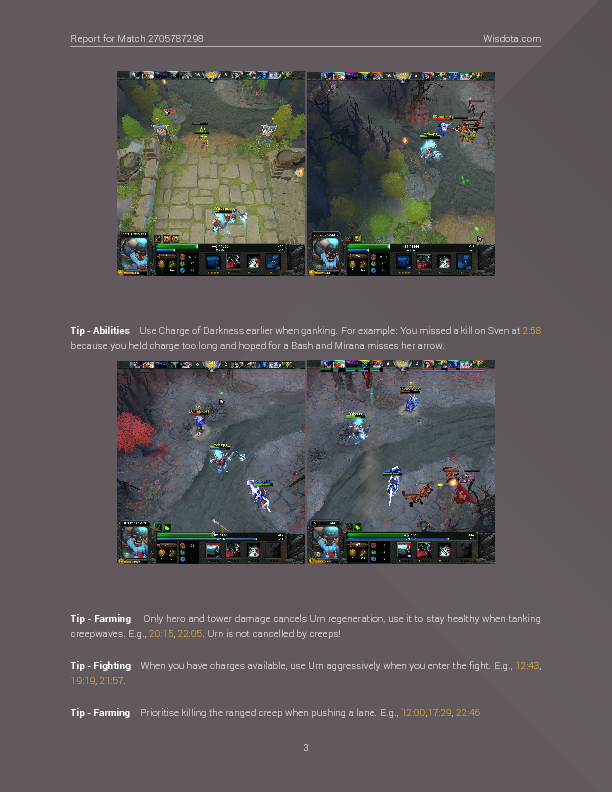 Report for Match 2705787298 Wisdota.com
Tip - Abilities Use Charge of Darkness earlier when ganking. For example: You missed a kill on Sven at 2:58
because you held charge too long and hoped for a Bash and Mirana misses her arrow.
Tip - Farming Only hero and tower damage cancels Urn regeneration, use it to stay healthy when tanking
creepwaves. E.g., 20:15, 22:05. Urn is not cancelled by creeps!
Tip - Fighting When you have charges available, use Urn aggressively when you enter the fight. E.g., 12:43,
19:19, 21:57.
Tip - Farming Prioritise killing the ranged creep when pushing a lane. E.g., 12:00,17:29, 22:46
3